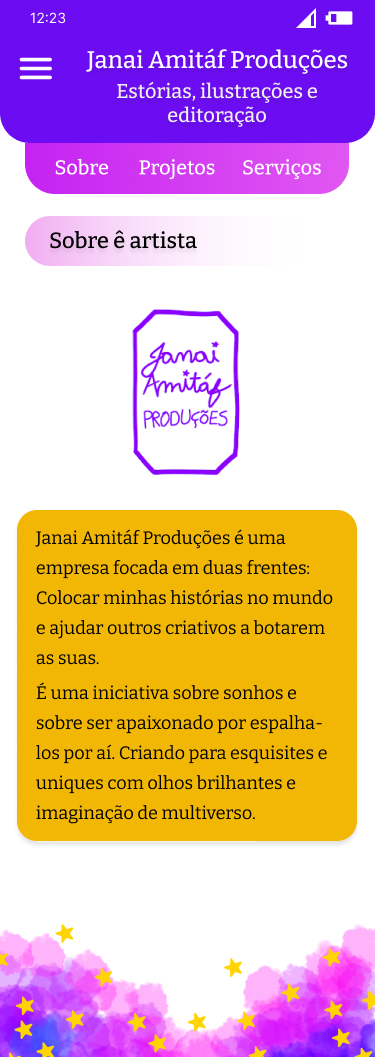 12:23
Janai Amitáf Produções
Estórias, ilustrações e
editoração
Sobre
Projetos
Serviços
Sobre ê artista
Janai
Amitáf
PRODUÇÕES
Janai Amitáf Produções é uma
empresa focada em duas frentes:
Colocar minhas histórias no mundo
e ajudar outros criativos a botarem
as suas.
É uma iniciativa sobre sonhos e
sobre ser apaixonado por espalha-
los por aí. Criando para esquisites e
uniques com olhos brilhantes e
imaginação de multiverso.